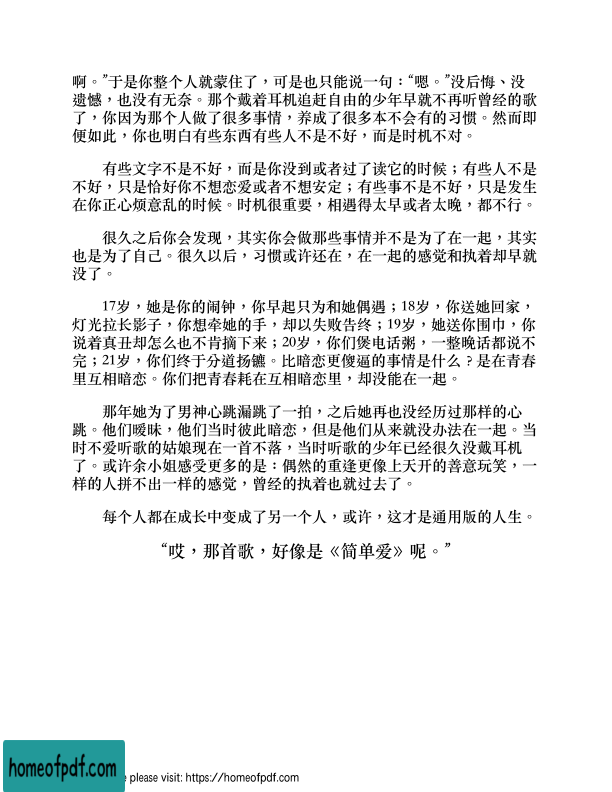 啊。”于是你整个人就蒙住了，可是也只能说一句：“嗯。”没后悔、没
遗憾，也没有无奈。那个戴着耳机追赶自由的少年早就不再听曾经的歌
了，你因为那个人做了很多事情，养成了很多本不会有的习惯。然而即
便如此，你也明白有些东西有些人不是不好，而是时机不对。
有些文字不是不好，而是你没到或者过了读它的时候；有些人不是
不好，只是恰好你不想恋爱或者不想安定；有些事不是不好，只是发生
在你正心烦意乱的时候。时机很重要，相遇得太早或者太晚，都不行。
很久之后你会发现，其实你会做那些事情并不是为了在一起，其实
也是为了自己。很久以后，习惯或许还在，在一起的感觉和执着却早就
没了。
17岁，她是你的闹钟，你早起只为和她偶遇；18岁，你送她回家，
灯光拉长影子，你想牵她的手，却以失败告终；19岁，她送你围巾，你
说着真丑却怎么也不肯摘下来；20岁，你们煲电话粥，一整晚话都说不
完；21岁，你们终于分道扬镳。比暗恋更傻逼的事情是什么？是在青春
里互相暗恋。你们把青春耗在互相暗恋里，却没能在一起。
那年她为了男神心跳漏跳了一拍，之后她再也没经历过那样的心
跳。他们暧昧，他们当时彼此暗恋，但是他们从来就没办法在一起。当
时不爱听歌的姑娘现在一首不落，当时听歌的少年已经很久没戴耳机
了。或许余小姐感受更多的是：偶然的重逢更像上天开的善意玩笑，一
样的人拼不出一样的感觉，曾经的执着也就过去了。
每个人都在成长中变成了另一个人，或许，这才是通用版的人生。
“哎，那首歌，好像是《简单爱》呢。”
homeofpdf.com
e please visit: https://homeofpdf.com